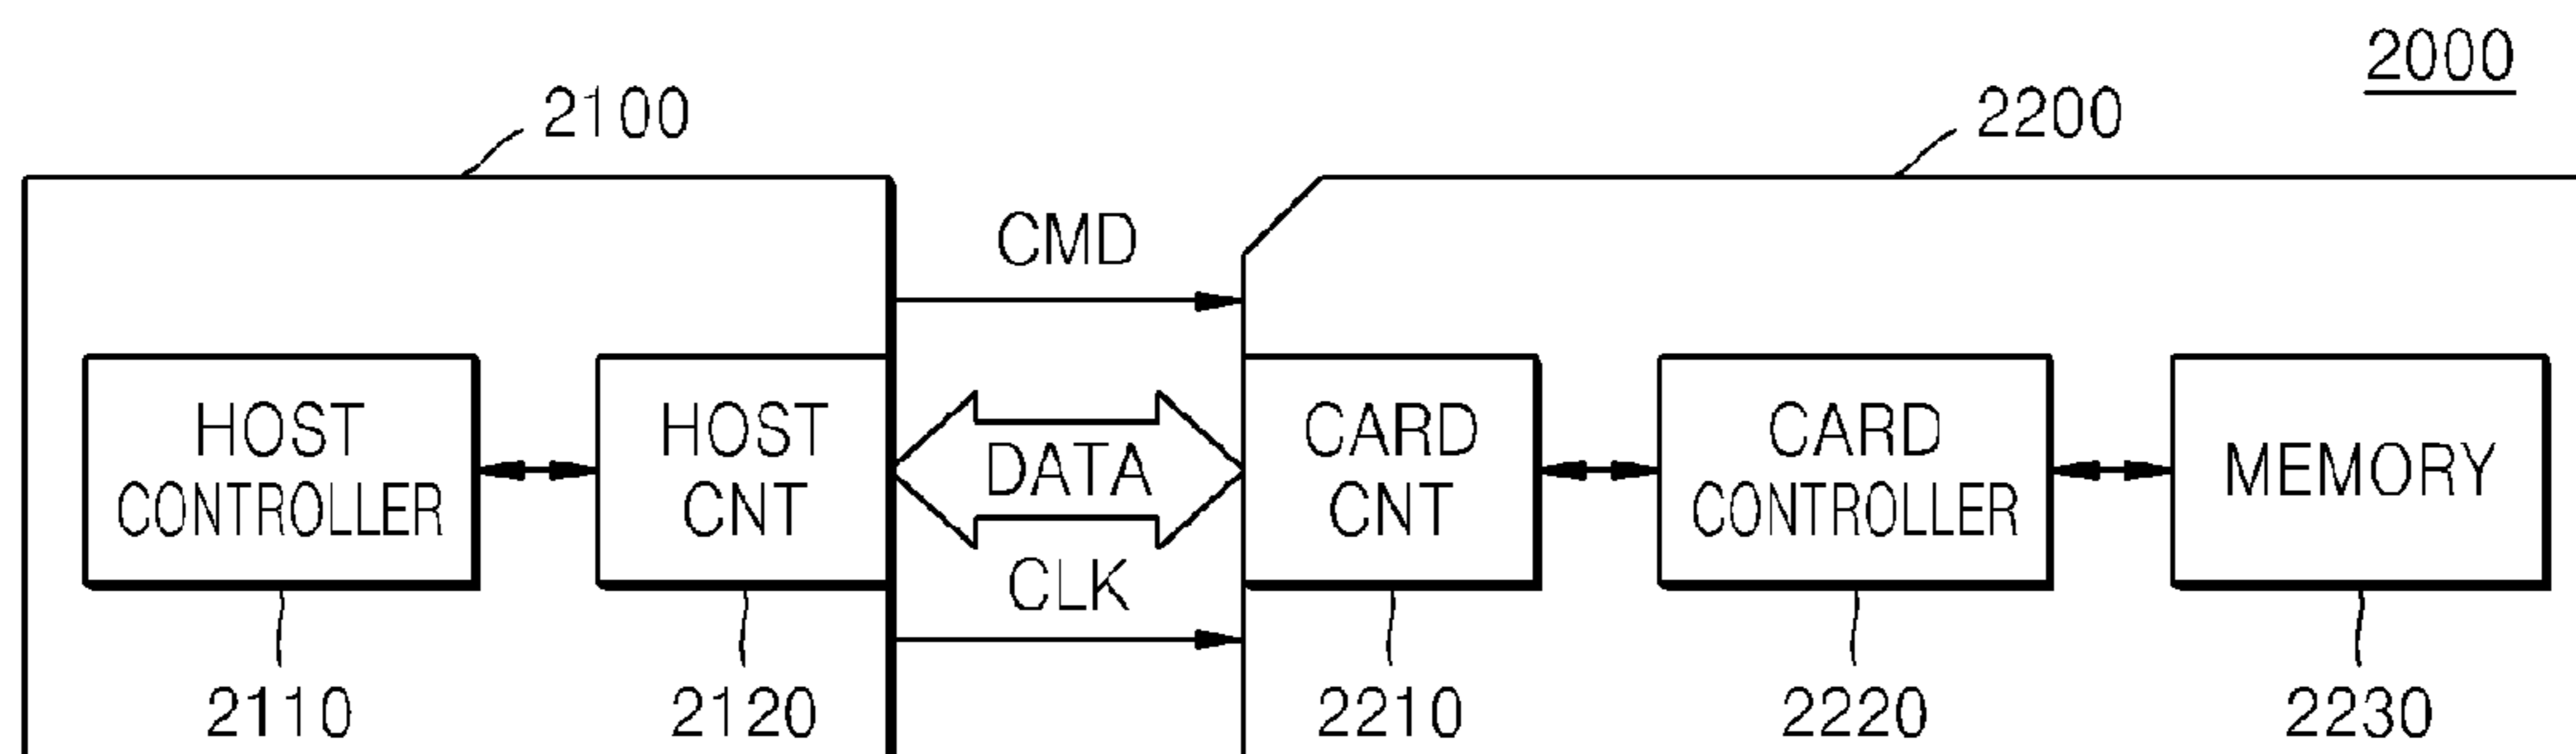 2000
2100
2200
CMD
HOST
CONTROLLER
HOST
CNT
DATA
CARD
CNT
CARD
CONTROLLER
MEMORY
CLK
2110
2120
2210
2220
2230